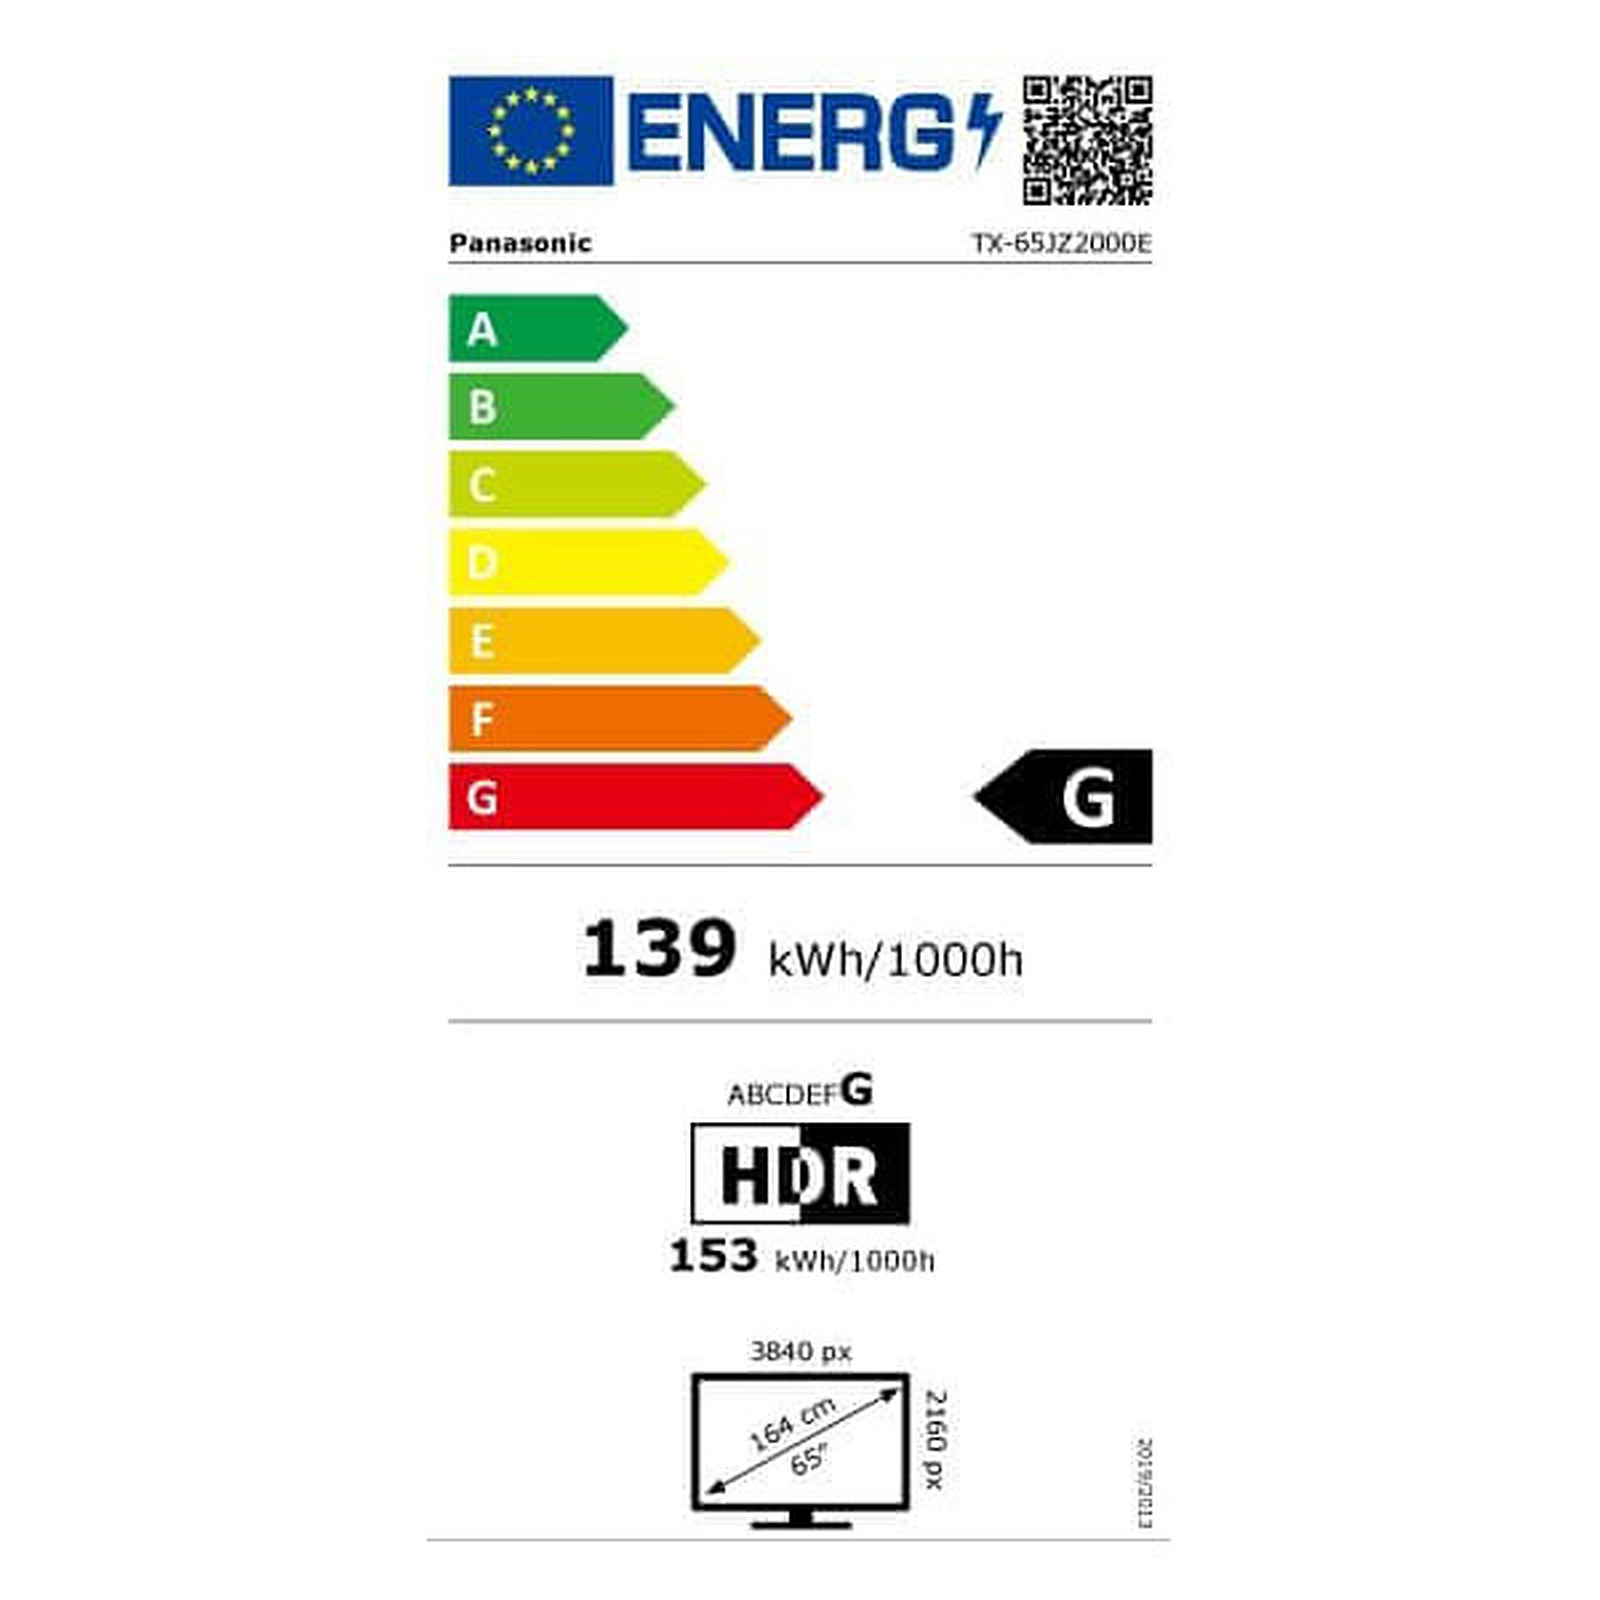 ENERG
Panasonic TX-65JZ2000E
A
B
C
D
E
F
G
G
139 kWh/1000h
ABCDEFG
HDR
153 kWh/1000h
3840 px
164 cm
65"
2160 px
2019/2013